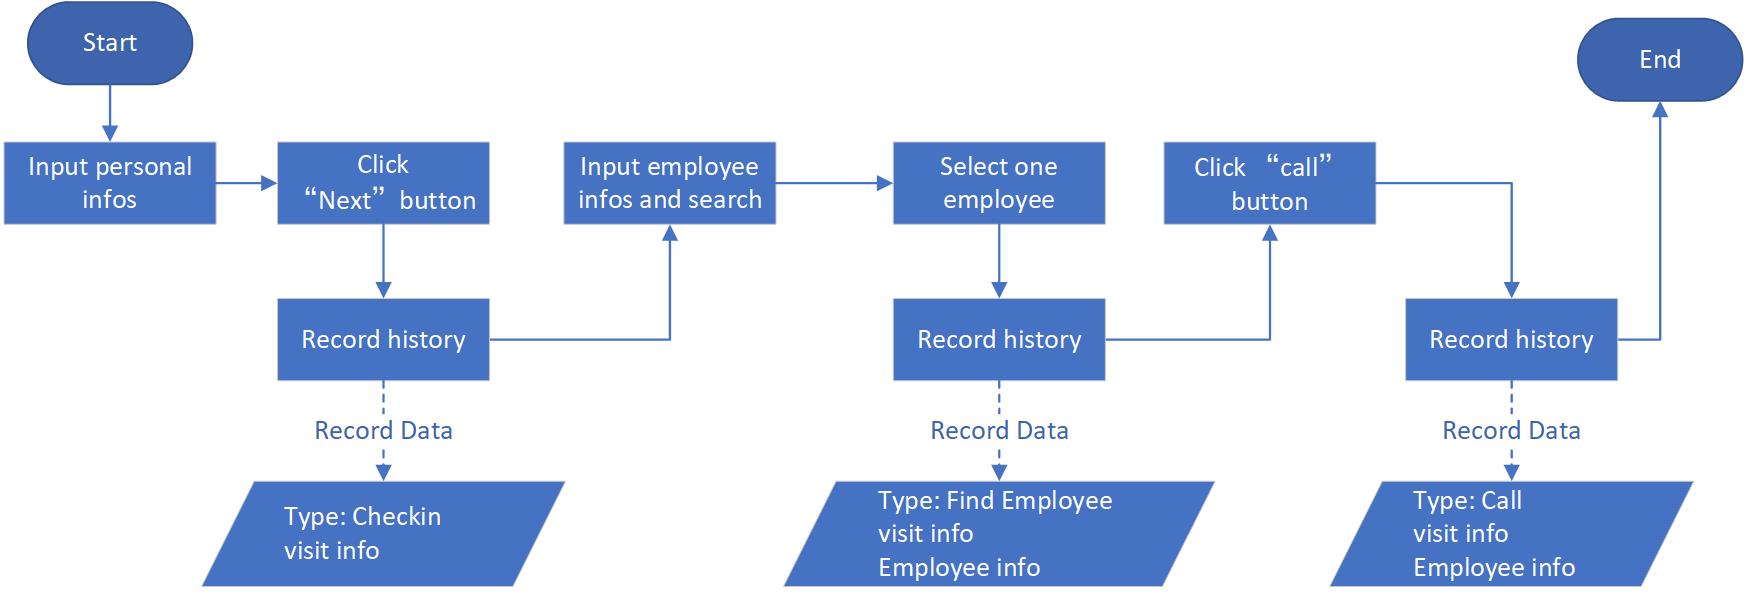 Start
End
Input personal
infos
Click
“Next” button
Input employee
infos and search
Select one
employee
Click “call”
button
Record history
Record history
Record history
Record Data
Record Data
Record Data
Type: Checkin
visit info
Type: Find Employee
visit info
Employee info
Type: Call
visit info
Employee info